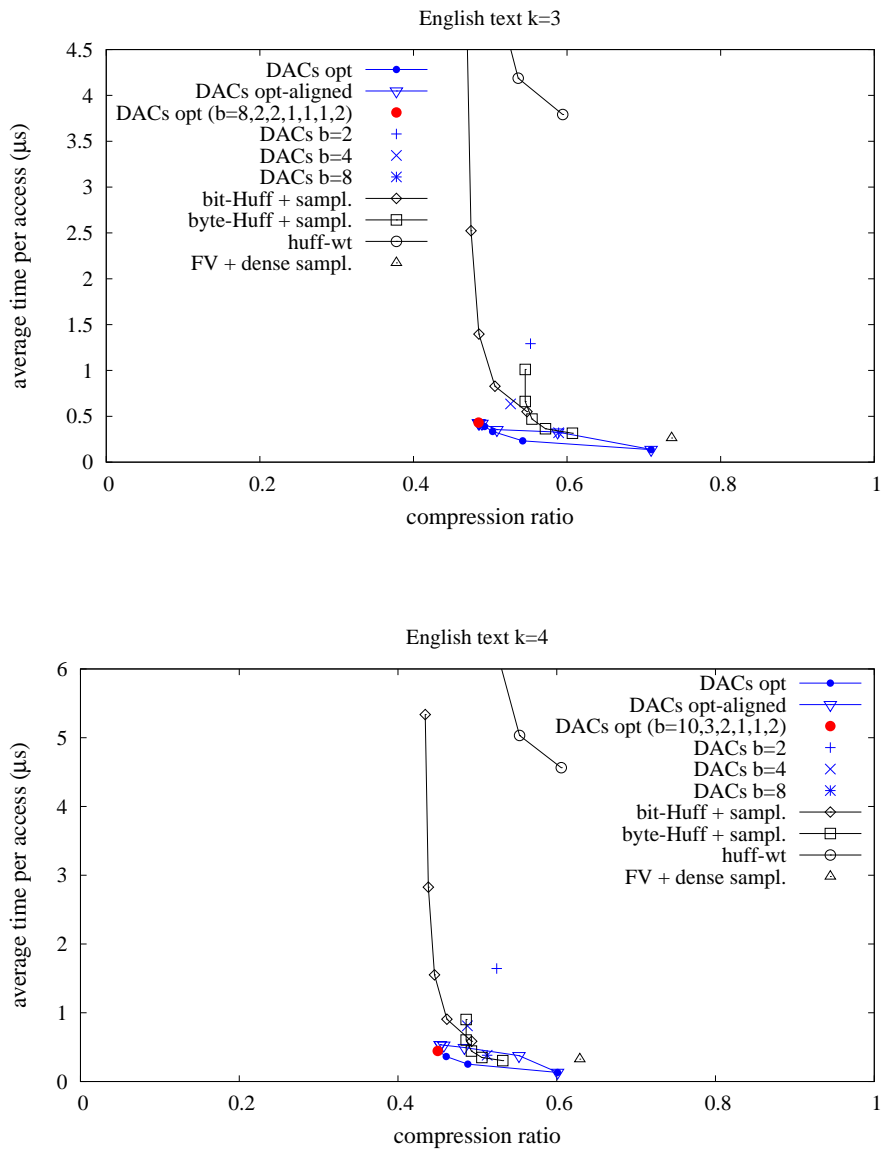 English text k=3
4.5
4
3.5
3
2.5
2
1.5
1
0.5
0
average time per access (μs)
DACs opt
DACs opt-aligned
DACs opt (b=8,2,2,1,1,1,2)
DACs b=2
DACs b=4
DACs b=8
bit-Huff + sampl.
byte-Huff + sampl.
huff-wt
FV + dense sampl.
0 0.2 0.4 0.6 0.8 1
compression ratio
English text k=4
6
5
4
3
2
1
0
average time per access (μs)
DACs opt
DACs opt-aligned
DACs opt (b=10,3,2,1,1,2)
DACs b=2
DACs b=4
DACs b=8
bit-Huff + sampl.
byte-Huff + sampl.
huff-wt
FV + dense sampl.
0 0.2 0.4 0.6 0.8 1
compression ratio